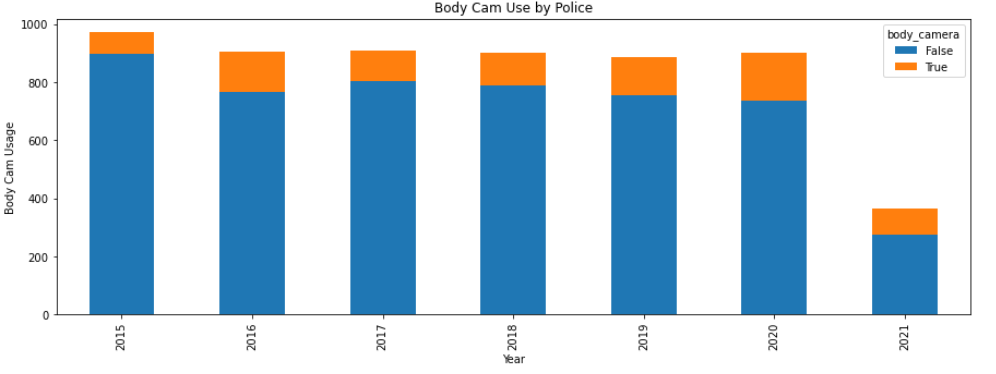 Body Cam Use by Police
body_camera
False
True
Body Cam Usage
1000
800
600
400
200
0
2015
2016
2017
2018
2019
2020
2021
Year